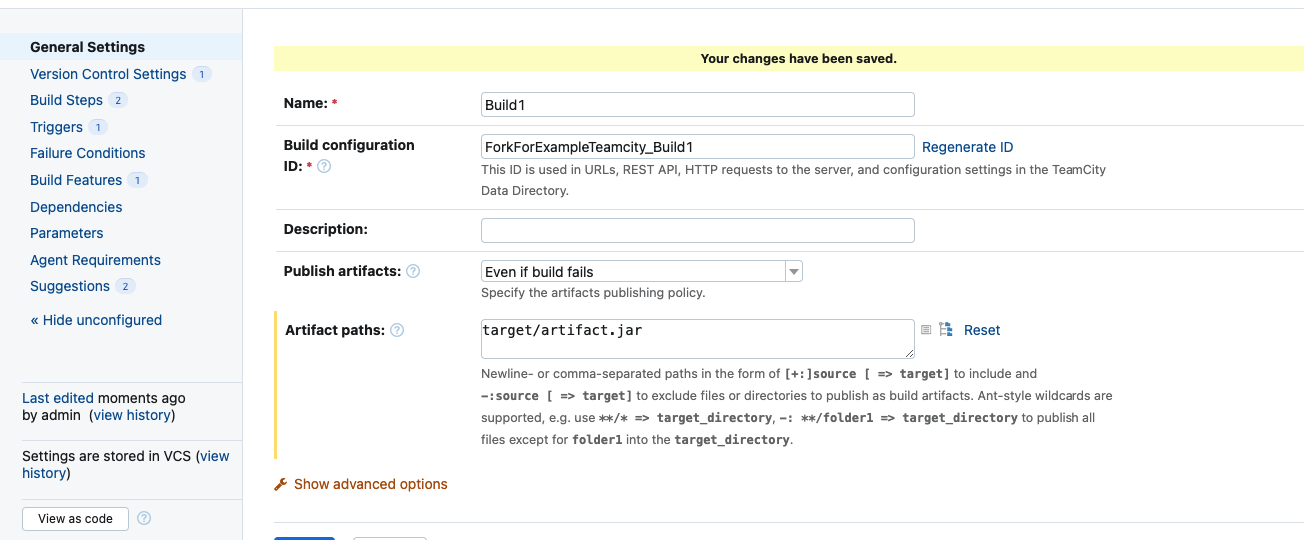 General Settings
Version Control Settings 1
Build Steps 2
Triggers 1
Failure Conditions
Build Features 1
Dependencies
Parameters
Agent Requirements
Suggestions 2
« Hide unconfigured
Last edited moments ago
by admin (view history)
Settings are stored in VCS (view
history)
View as code ?
Your changes have been saved.
Name: *
Build1
Build configuration
ID: * ?
ForkForExampleTeamcity_Build1 Regenerate ID
This ID is used in URLs, REST API, HTTP requests to the server, and configuration settings in the TeamCity
Data Directory.
Description:
Publish artifacts: ?
Even if build fails
Specify the artifacts publishing policy.
Artifact paths: ?
target/artifact.jar
Reset
Newline- or comma-separated paths in the form of [+:]source [ => target] to include and
-:source [ => target] to exclude files or directories to publish as build artifacts. Ant-style wildcards are
supported, e.g. use **/* => target_directory, -: **/folder1 => target_directory to publish all
files except for folder1 into the target_directory.
Show advanced options